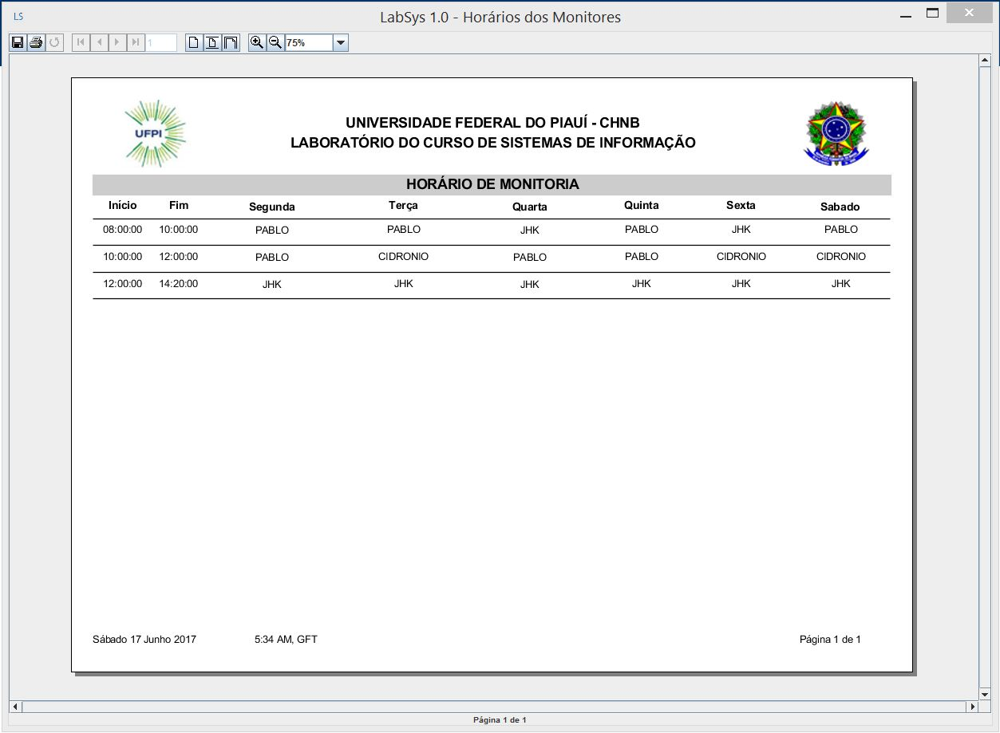 LS LabSys 1.0 - Horários dos Monitores
1 75%
UFPI
UNIVERSIDADE FEDERAL DO PIAUÍ - CHNB
LABORATÓRIO DO CURSO DE SISTEMAS DE INFORMAÇÃO
HORÁRIO DE MONITORIA
Início Fim Segunda Terça Quarta Quinta Sexta Sabado
08:00:00 10:00:00 PABLO PABLO JHK PABLO JHK PABLO
10:00:00 12:00:00 PABLO CIDRONIO PABLO PABLO CIDRONIO CIDRONIO
12:00:00 14:20:00 JHK JHK JHK JHK JHK JHK
Sábado 17 Junho 2017 5:34 AM, GFT Página 1 de 1
Página 1 de 1